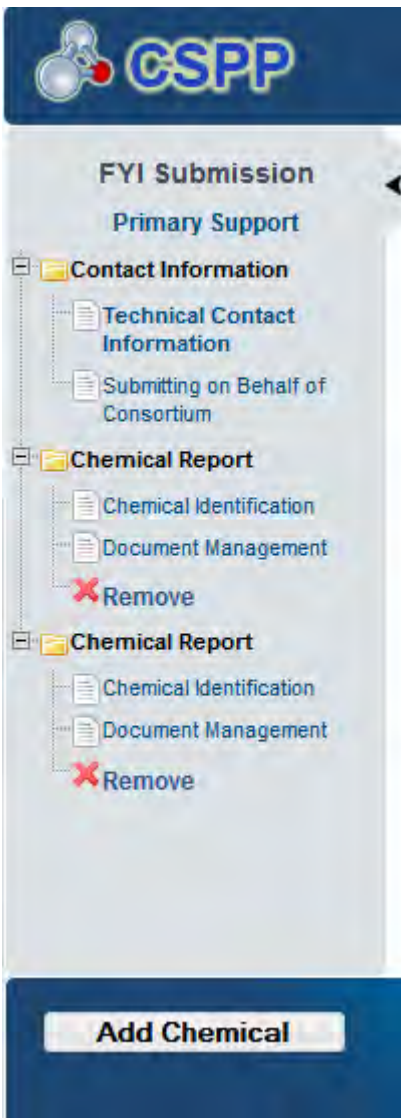 CSPP
FYI Submission
Primary Support
Contact Information
Technical Contact
Information
Submitting on Behalf of
Consortium
Chemical Report
Chemical Identification
Document Management
Remove
Chemical Report
Chemical Identification
Document Management
Remove
Add Chemical